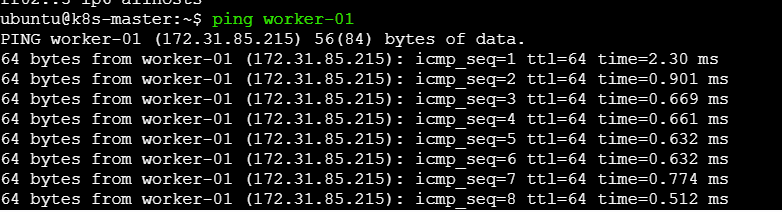 ubuntu@k8s-master:~$ ping worker-01
PING worker-01 (172.31.85.215) 56(84) bytes of data.
64 bytes from worker-01 (172.31.85.215): icmp_seq=1 ttl=64 time=2.30 ms
64 bytes from worker-01 (172.31.85.215): icmp_seq=2 ttl=64 time=0.901 ms
64 bytes from worker-01 (172.31.85.215): icmp_seq=3 ttl=64 time=0.669 ms
64 bytes from worker-01 (172.31.85.215): icmp_seq=4 ttl=64 time=0.661 ms
64 bytes from worker-01 (172.31.85.215): icmp_seq=5 ttl=64 time=0.632 ms
64 bytes from worker-01 (172.31.85.215): icmp_seq=6 ttl=64 time=0.632 ms
64 bytes from worker-01 (172.31.85.215): icmp_seq=7 ttl=64 time=0.774 ms
64 bytes from worker-01 (172.31.85.215): icmp_seq=8 ttl=64 time=0.512 ms